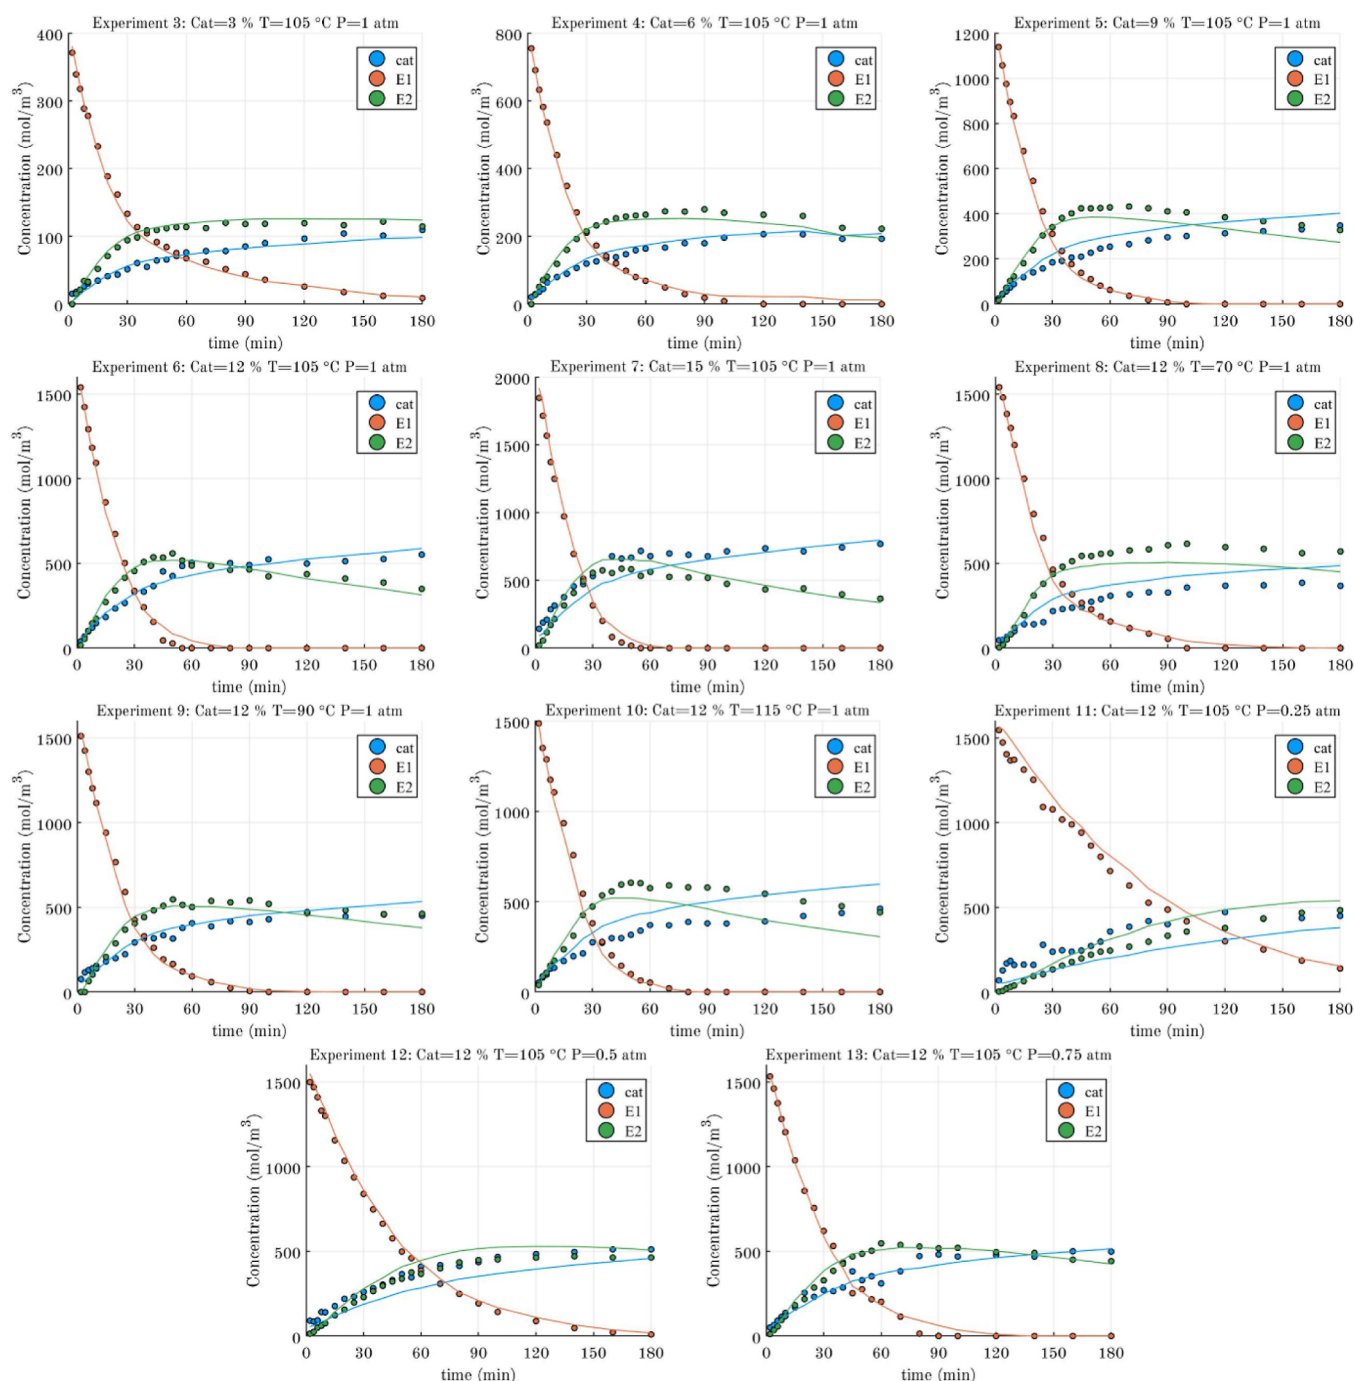 Experiment 3: Cat=3 % T=105 °C P=1 atm
Concentration (mol/m³)
400
300
200
100
0
cat
E1
E2
0 30 60 90 120 150 180
time (min)
Experiment 4: Cat=6 % T=105 °C P=1 atm
Concentration (mol/m³)
800
600
400
200
0
cat
E1
E2
0 30 60 90 120 150 180
time (min)
Experiment 5: Cat=9 % T=105 °C P=1 atm
Concentration (mol/m³)
1200
1000
800
600
400
200
0
cat
E1
E2
0 30 60 90 120 150 180
time (min)
Experiment 6: Cat=12 % T=105 °C P=1 atm
Concentration (mol/m³)
1500
1000
500
0
cat
E1
E2
0 30 60 90 120 150 180
time (min)
Experiment 7: Cat=15 % T=105 °C P=1 atm
Concentration (mol/m³)
2000
1500
1000
500
0
cat
E1
E2
0 30 60 90 120 150 180
time (min)
Experiment 8: Cat=12 % T=70 °C P=1 atm
Concentration (mol/m³)
1500
1000
500
0
cat
E1
E2
0 30 60 90 120 150 180
time (min)
Experiment 9: Cat=12 % T=90 °C P=1 atm
Concentration (mol/m³)
1500
1000
500
0
cat
E1
E2
0 30 60 90 120 150 180
time (min)
Experiment 10: Cat=12 % T=115 °C P=1 atm
Concentration (mol/m³)
1500
1000
500
0
cat
E1
E2
0 30 60 90 120 150 180
time (min)
Experiment 11: Cat=12 % T=105 °C P=0.25 atm
Concentration (mol/m³)
1500
1000
500
0
cat
E1
E2
0 30 60 90 120 150 180
time (min)
Experiment 12: Cat=12 % T=105 °C P=0.5 atm
Concentration (mol/m³)
1500
1000
500
0
cat
E1
E2
0 30 60 90 120 150 180
time (min)
Experiment 13: Cat=12 % T=105 °C P=0.75 atm
Concentration (mol/m³)
1500
1000
500
0
cat
E1
E2
0 30 60 90 120 150 180
time (min)